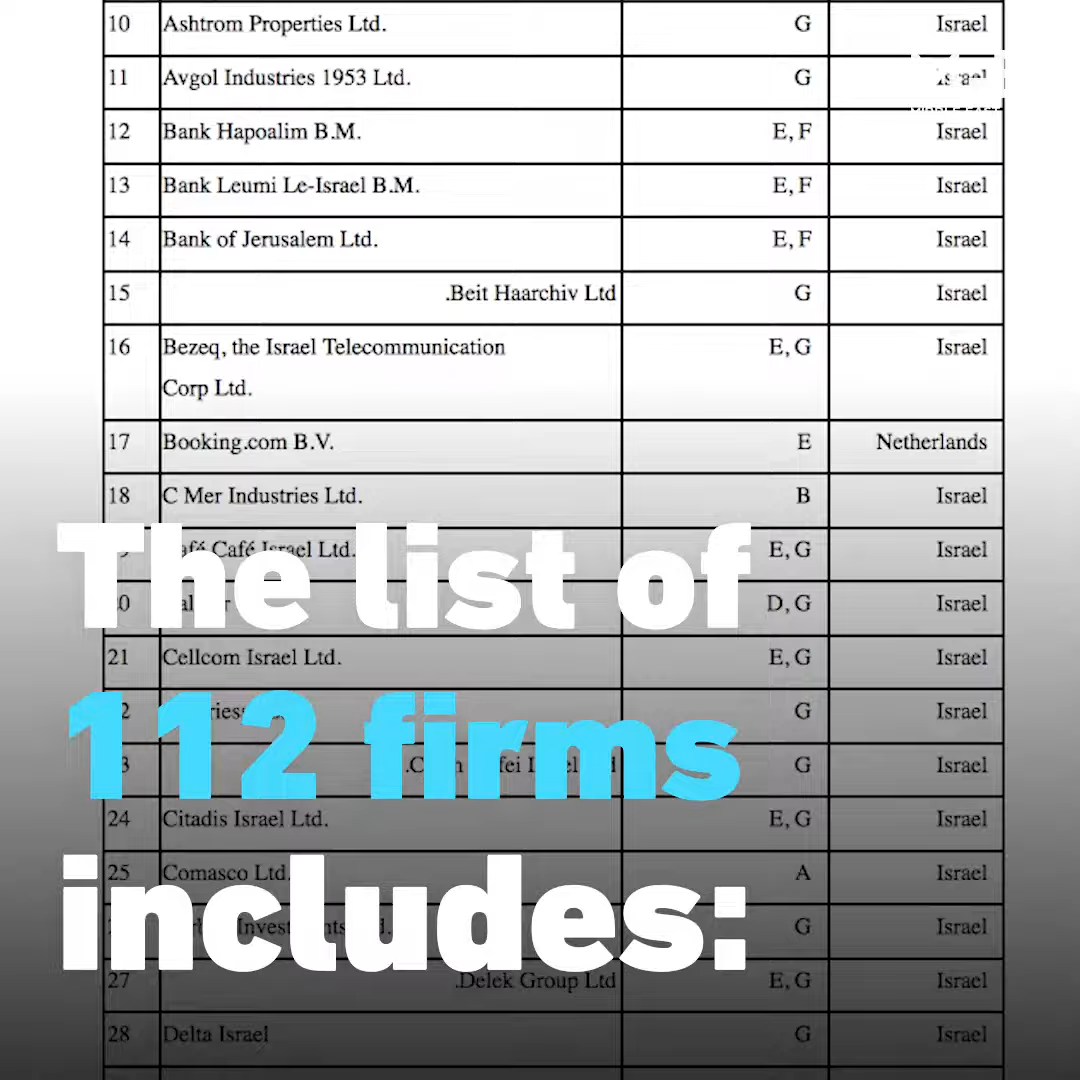 10 Ashtrom Properties Ltd. G Israel
11 Avgol Industries 1953 Ltd. G Israel
12 Bank Hapoalim B.M. E, F Israel
13 Bank Leumi Le-Israel B.M. E, F Israel
14 Bank of Jerusalem Ltd. E, F Israel
15 .Beit Haarchiv Ltd G Israel
16 Bezeq, the Israel Telecommunication E, G Israel
Corp Ltd.
17 Booking.com B.V. E Netherlands
18 C Mer Industries Ltd. B Israel
Café Israel Ltd. E, G Israel
D, G Israel
21 Cellcom Israel Ltd. E, G Israel
G Israel
G Israel
24 Citadis Israel Ltd. E, G Israel
25 Comasco Ltd. A Israel
G Israel
27 .Delek Group Ltd E, G Israel
28 Delta Israel G Israel
The list of
112 firms
includes: